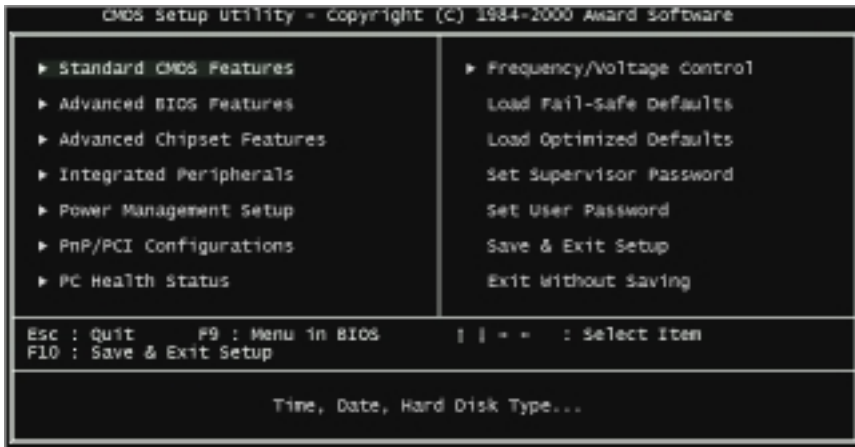 CMOS Setup Utility - Copyright (C) 1984-2000 Award Software
▶ Standard CMOS Features
▶ Advanced BIOS Features
▶ Advanced Chipset Features
▶ Integrated Peripherals
▶ Power Management Setup
▶ PnP/PCI Configurations
▶ PC Health Status
▶ Frequency/Voltage Control
Load Fail-Safe Defaults
Load Optimized Defaults
Set Supervisor Password
Set User Password
Save & Exit Setup
Exit Without Saving
Esc : Quit F9 : Menu in BIOS : Select Item
F10 : Save & Exit Setup
Time, Date, Hard Disk Type...